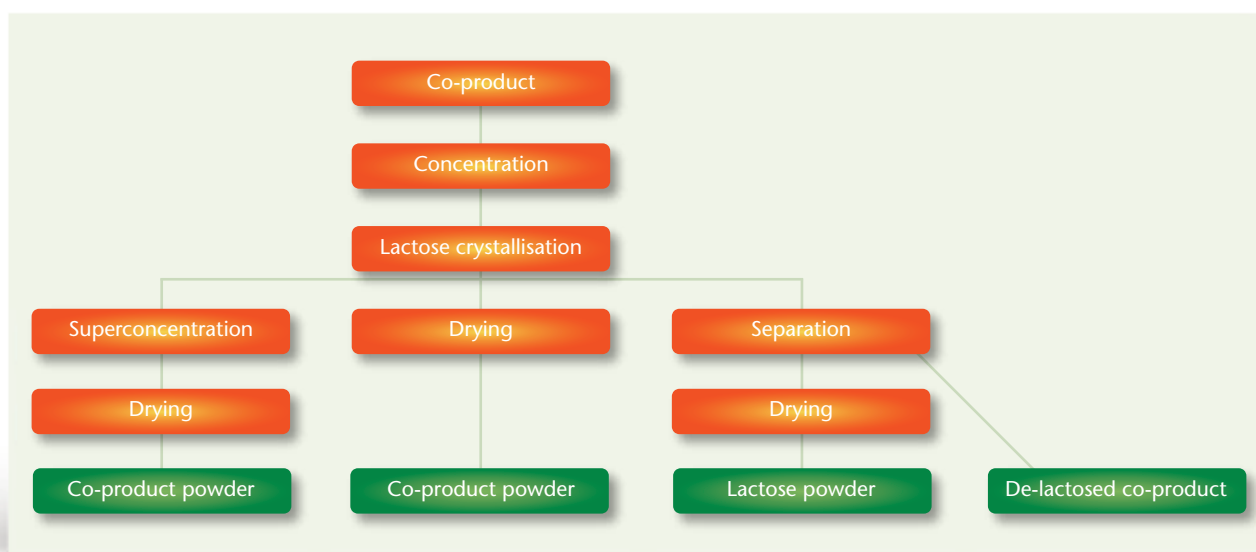 Co-product
Concentration
Lactose crystallisation
Superconcentration
Drying
Separation
Drying
Drying
Co-product powder
Co-product powder
Lactose powder
De-lactosed co-product